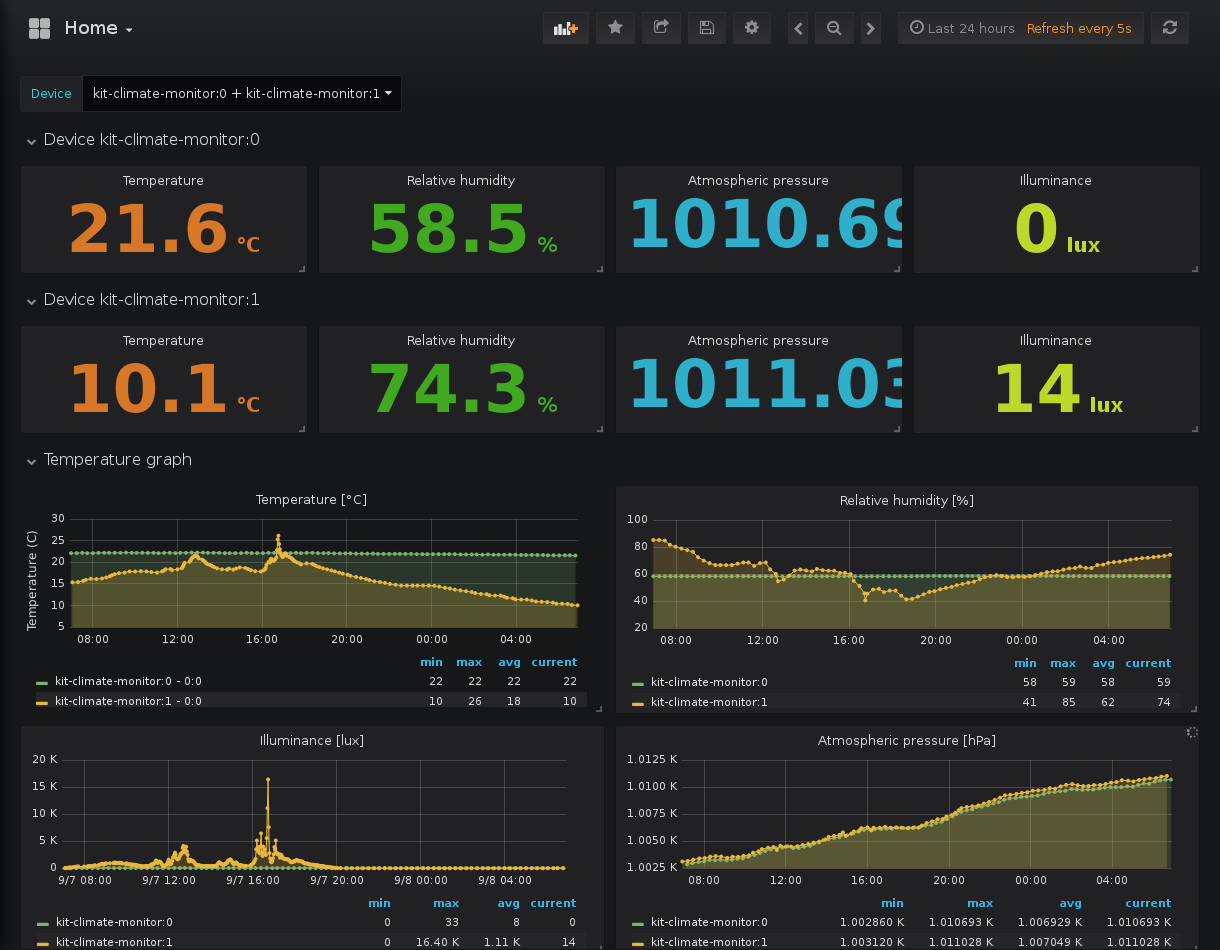 Home
Last 24 hours Refresh every 5s
Device kit-climate-monitor:0 + kit-climate-monitor:1
Device kit-climate-monitor:0
Temperature Relative humidity Atmospheric pressure Illuminance
21.6 °C 58.5 % 1010.69 0 lux
Device kit-climate-monitor:1
Temperature Relative humidity Atmospheric pressure Illuminance
10.1 °C 74.3 % 1011.03 14 lux
Temperature graph
Temperature [°C]
Temperature (C)
30
25
20
15
10
5
08:00 12:00 16:00 20:00 00:00 04:00
min max avg current
kit-climate-monitor:0 - 0:0 22 22 22 22
kit-climate-monitor:1 - 0:0 10 26 18 10
Relative humidity [%]
100
80
60
40
20
08:00 12:00 16:00 20:00 00:00 04:00
min max avg current
kit-climate-monitor:0 58 59 58 59
kit-climate-monitor:1 41 85 62 74
Illuminance [lux]
20 K
15 K
10 K
5 K
0
9/7 08:00 9/7 12:00 9/7 16:00 9/7 20:00 9/8 00:00 9/8 04:00
min max avg current
kit-climate-monitor:0 0 33 8 0
kit-climate-monitor:1 0 16.40 K 1.11 K 14
Atmospheric pressure [hPa]
1.0125 K
1.0100 K
1.0075 K
1.0050 K
1.0025 K
08:00 12:00 16:00 20:00 00:00 04:00
min max avg current
kit-climate-monitor:0 1.002860 K 1.010693 K 1.006929 K 1.010693 K
kit-climate-monitor:1 1.003120 K 1.011028 K 1.007049 K 1.011028 K